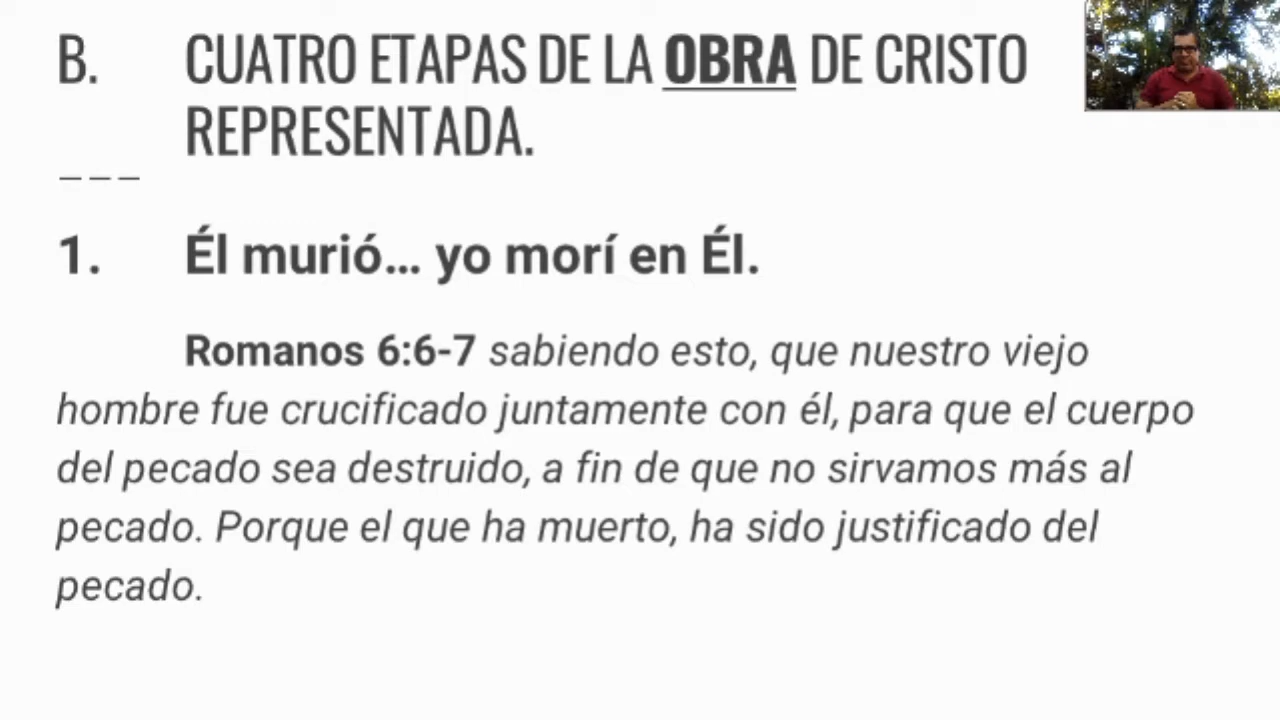 B. CUATRO ETAPAS DE LA OBRA DE CRISTO
REPRESENTADA.
1. Él murió... yo morí en Él.
Romanos 6:6-7 sabiendo esto, que nuestro viejo
hombre fue crucificado juntamente con él, para que el cuerpo
del pecado sea destruido, a fin de que no sirvamos más al
pecado. Porque el que ha muerto, ha sido justificado del
pecado.